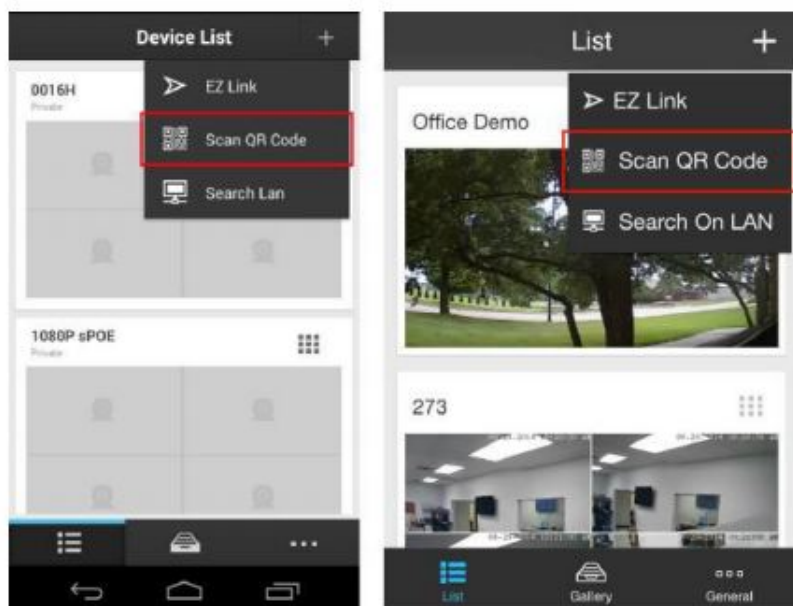 Device List +
0016H
Private
EZ Link
Scan QR Code
Search Lan
1080P sPOE
Private
List +
Office Demo
EZ Link
Scan QR Code
Search On LAN
273
List
Gallery
General